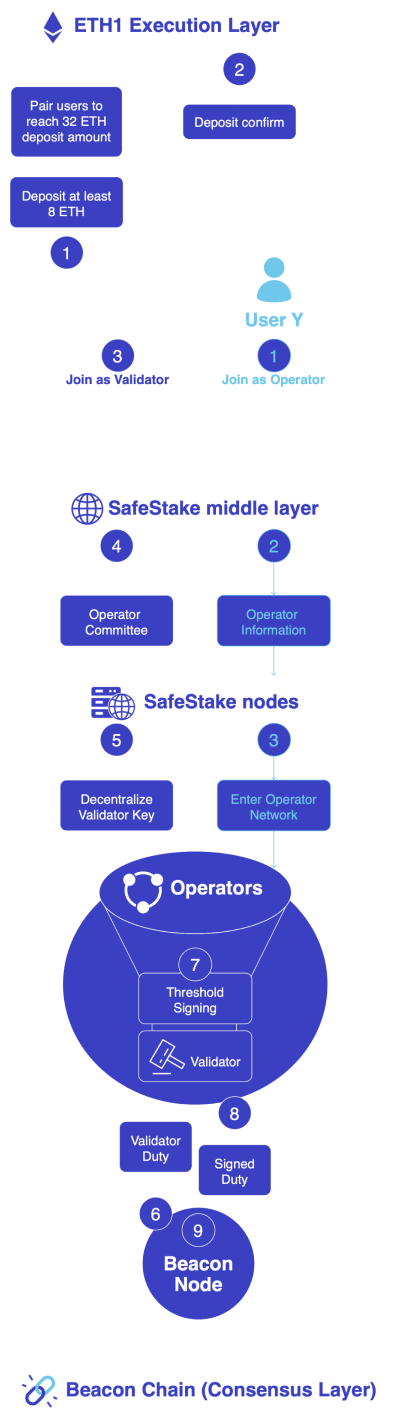 ETH1 Execution Layer
2
Pair users to
reach 32 ETH
deposit amount
Deposit confirm
Deposit at least
8 ETH
1
User Y
3
Join as Validator
1
Join as Operator
SafeStake middle layer
4
2
Operator
Committee
Operator
Information
SafeStake nodes
5
3
Decentralize
Validator Key
Enter Operator
Network
Operators
7
Threshold
Signing
Validator
8
Validator
Duty
Signed
Duty
6
9
Beacon
Node
Beacon Chain (Consensus Layer)